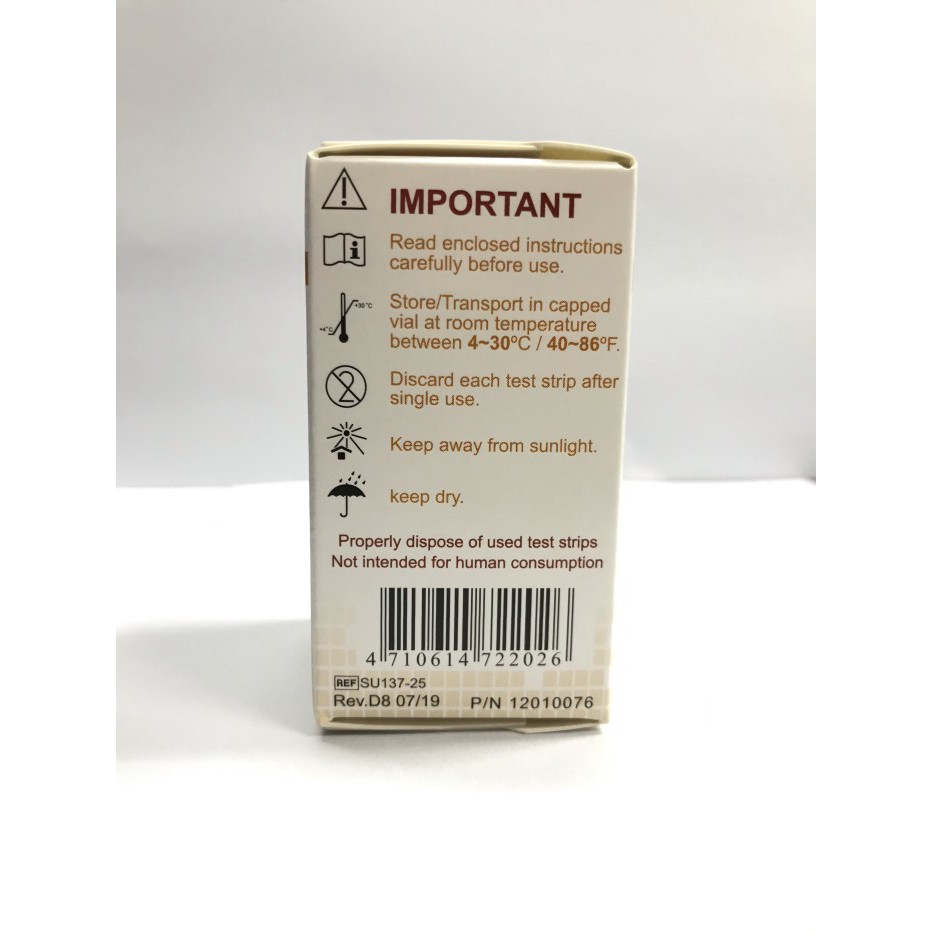 IMPORTANT
Read enclosed instructions
carefully before use.
+30 °C
+4°C
Store/Transport in capped
vial at room temperature
between 4~30ºC / 40~86ºF.
Discard each test strip after
single use.
Keep away from sunlight.
keep dry.
Properly dispose of used test strips
Not intended for human consumption
4 710614 722026
REF SU137-25
Rev.D8 07/19 P/N 12010076